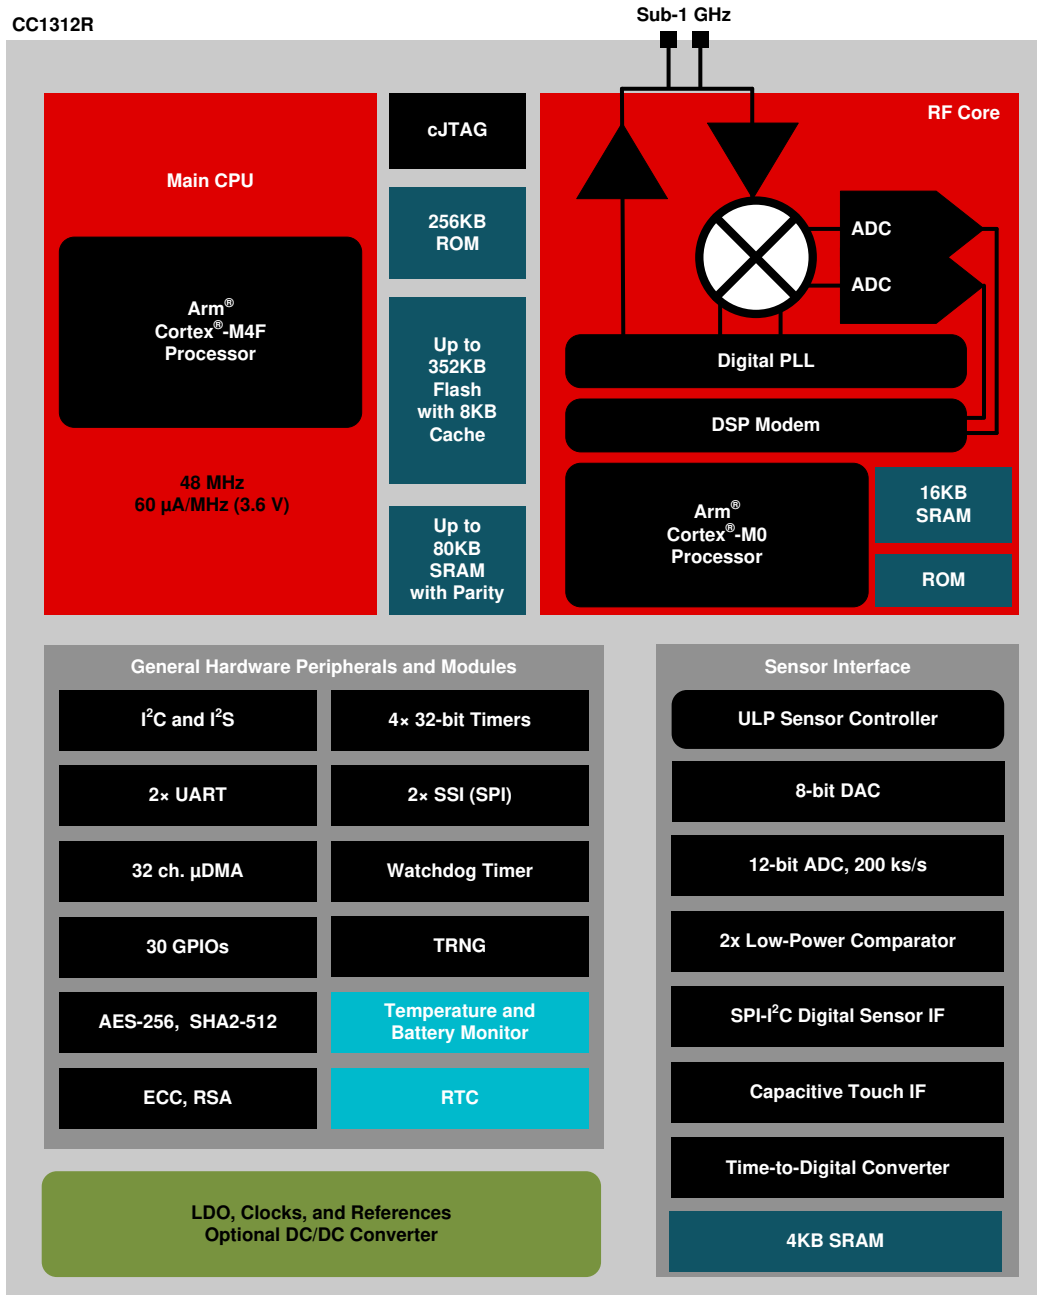 CC1312R
Sub-1 GHz
Main CPU
Arm®
Cortex®-M4F
Processor
48 MHz
60 µA/MHz (3.6 V)
cJTAG
256KB
ROM
Up to
352KB
Flash
with 8KB
Cache
Up to
80KB
SRAM
with Parity
RF Core
ADC
ADC
Digital PLL
DSP Modem
Arm®
Cortex®-M0
Processor
16KB
SRAM
ROM
General Hardware Peripherals and Modules
I²C and I²S
4× 32-bit Timers
2× UART
2× SSI (SPI)
32 ch. µDMA
Watchdog Timer
30 GPIOs
TRNG
AES-256, SHA2-512
Temperature and
Battery Monitor
ECC, RSA
RTC
LDO, Clocks, and References
Optional DC/DC Converter
Sensor Interface
ULP Sensor Controller
8-bit DAC
12-bit ADC, 200 ks/s
2x Low-Power Comparator
SPI-I²C Digital Sensor IF
Capacitive Touch IF
Time-to-Digital Converter
4KB SRAM